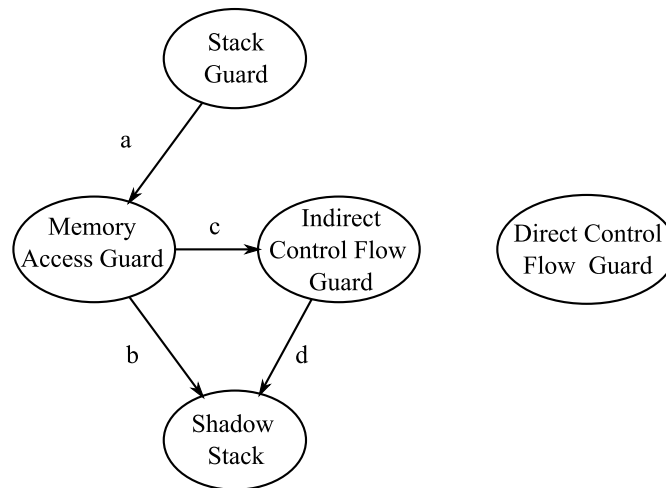 Stack
Guard
a
Memory
Access Guard
c
Indirect
Control Flow
Guard
Direct Control
Flow Guard
b
d
Shadow
Stack